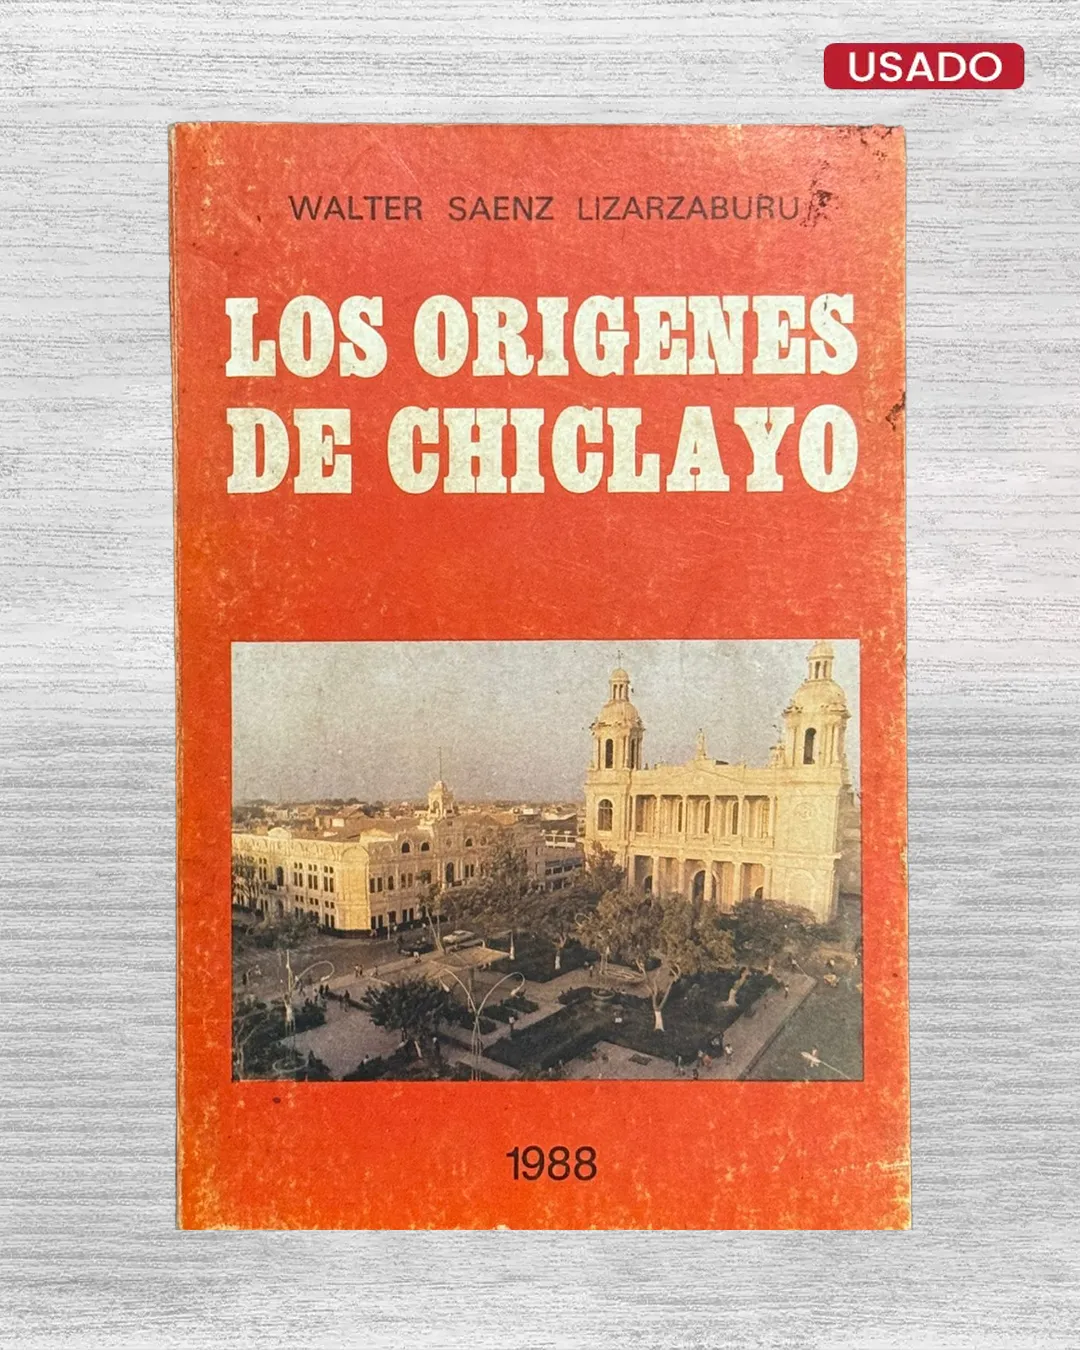 USADO
WALTER SAENZ LIZARZABURU
LOS ORIGENES
DE CHICLAYO
1988